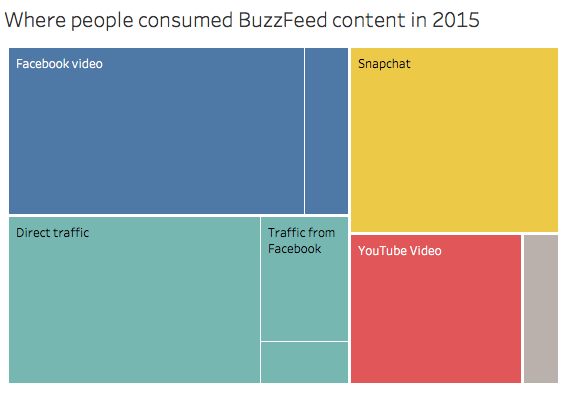 Where people consumed BuzzFeed content in 2015
Facebook video
Snapchat
Direct traffic
Traffic from
Facebook
YouTube Video